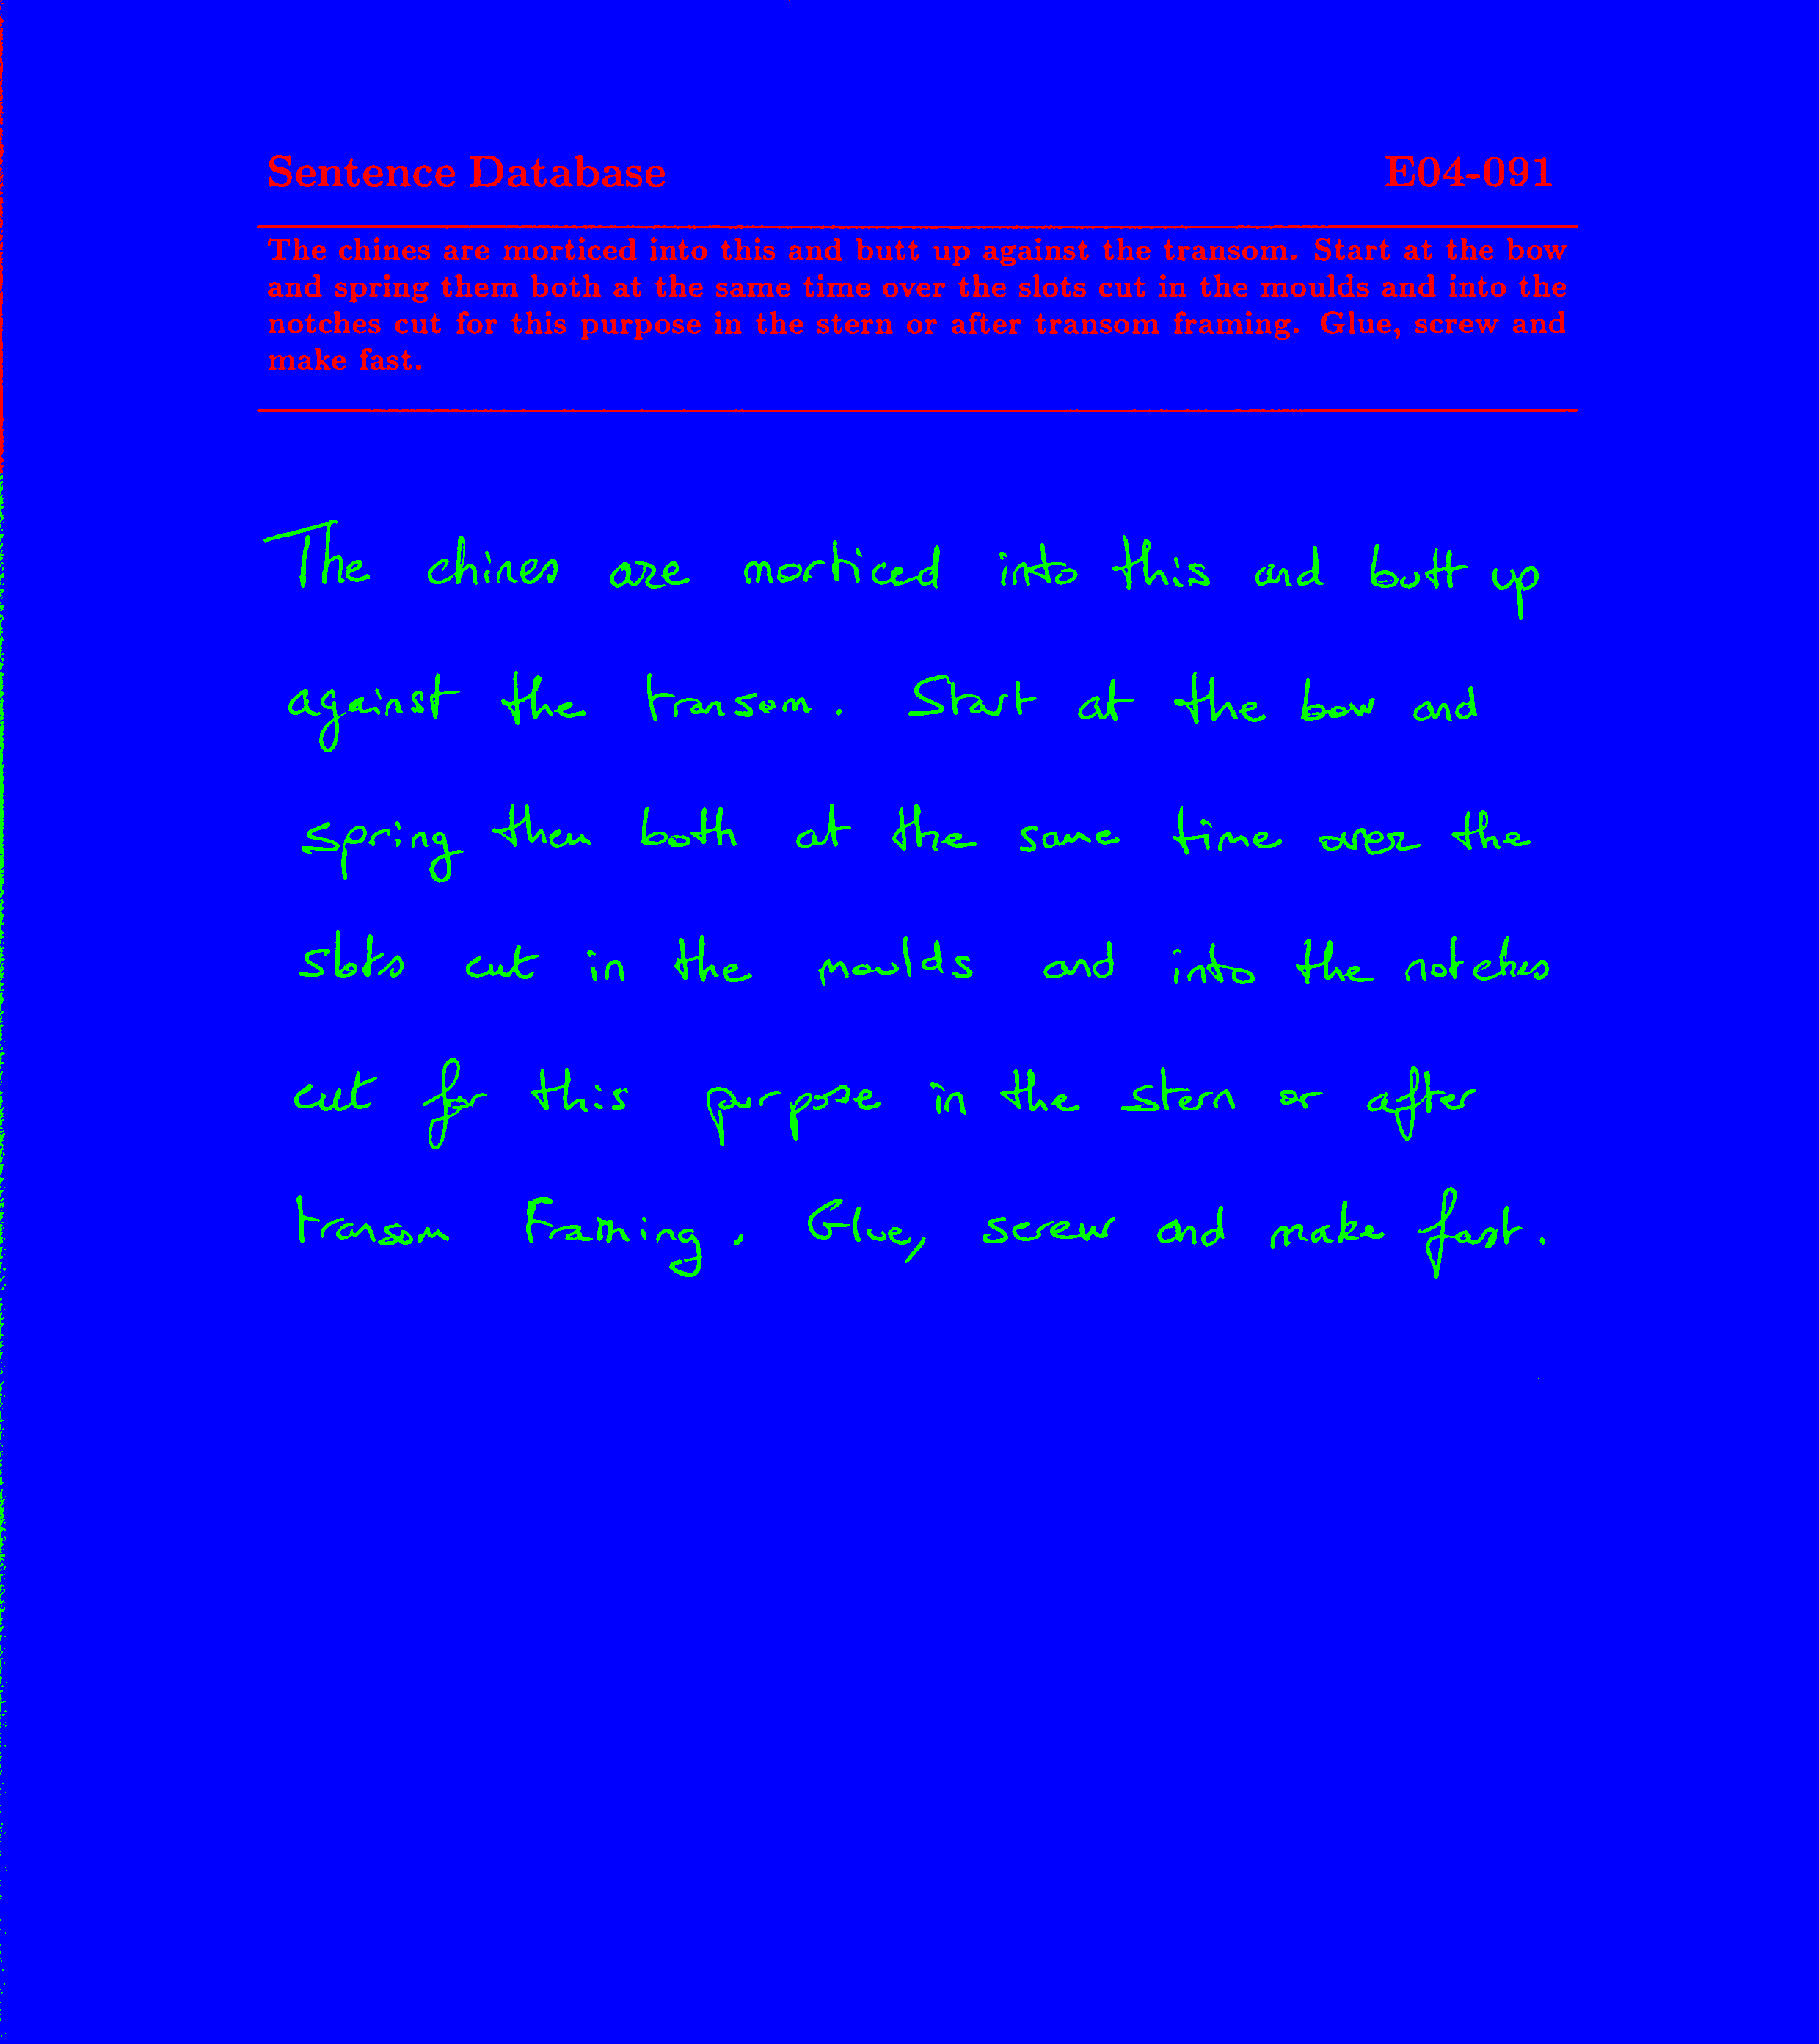 Sentence Database E04-091
The chines are morticed into this and butt up against the transom. Start at the bow
and spring them both at the same time over the slots cut in the moulds and into the
notches cut for this purpose in the stern or after transom framing. Glue, screw and
make fast.
The chines are morticed into this and butt up
against the transom. Start at the bow and
spring them both at the same time over the
slots cut in the moulds and into the notches
cut for this purpose in the stern or after
transom Framing. Glue, screw and make fast.